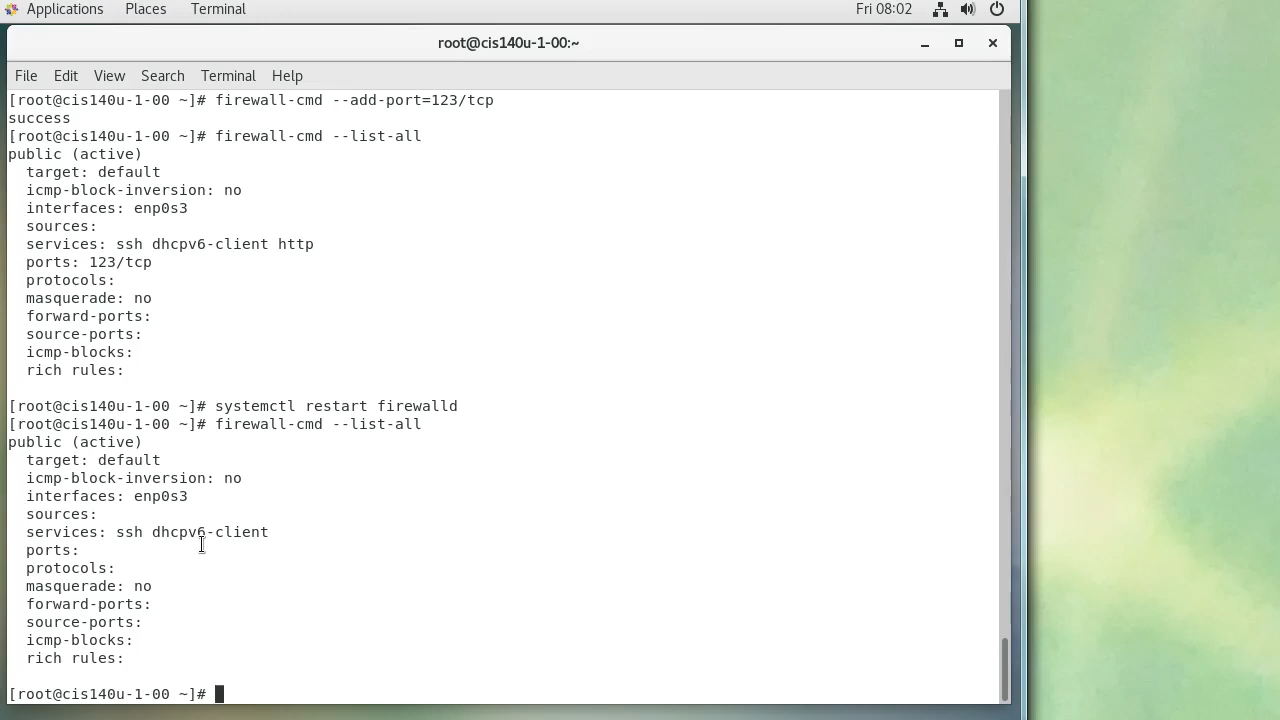 Applications Places Terminal Fri 08:02
root@cis140u-1-00:~
File Edit View Search Terminal Help
[root@cis140u-1-00 ~]# firewall-cmd --add-port=123/tcp
success
[root@cis140u-1-00 ~]# firewall-cmd --list-all
public (active)
  target: default
  icmp-block-inversion: no
  interfaces: enp0s3
  sources:
  services: ssh dhcpv6-client http
  ports: 123/tcp
  protocols:
  masquerade: no
  forward-ports:
  source-ports:
  icmp-blocks:
  rich rules:
[root@cis140u-1-00 ~]# systemctl restart firewalld
[root@cis140u-1-00 ~]# firewall-cmd --list-all
public (active)
  target: default
  icmp-block-inversion: no
  interfaces: enp0s3
  sources:
  services: ssh dhcpv6-client
  ports:
  protocols:
  masquerade: no
  forward-ports:
  source-ports:
  icmp-blocks:
  rich rules:
[root@cis140u-1-00 ~]#